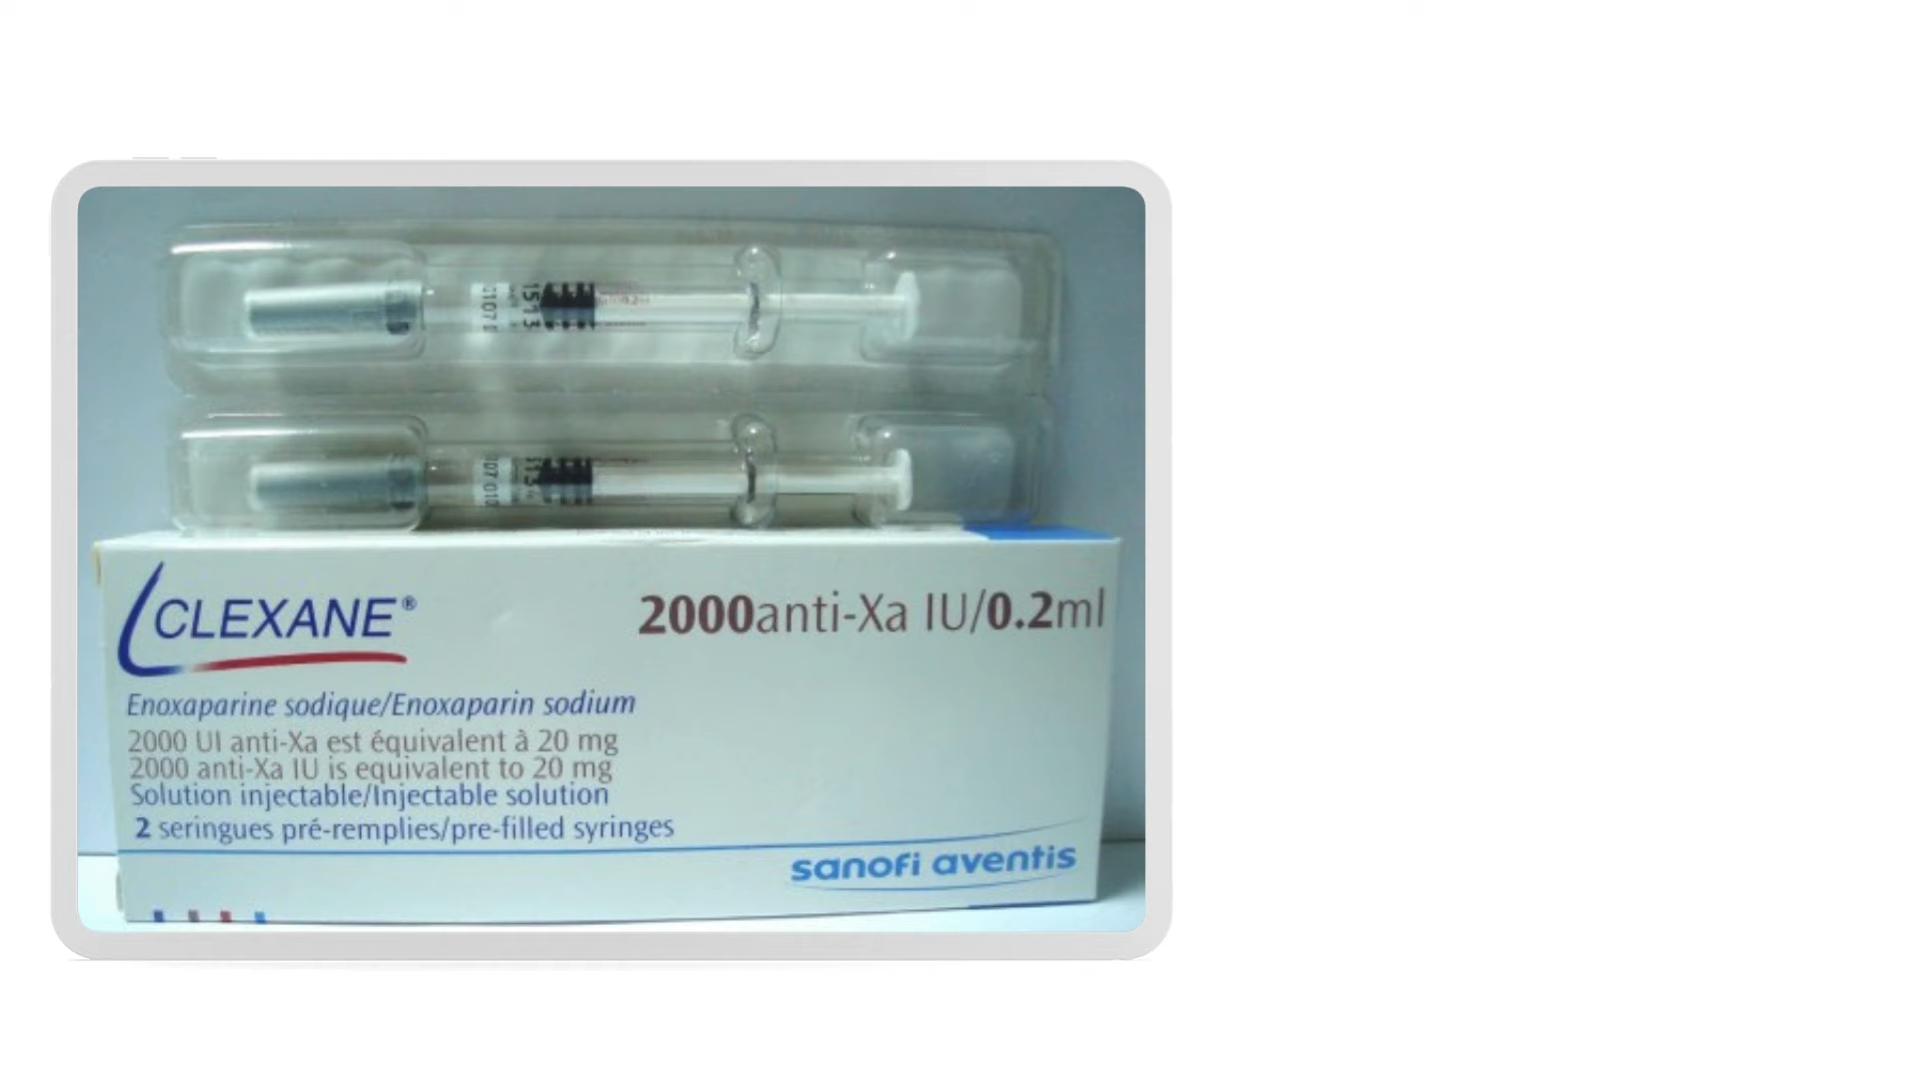 CLEXANE®
2000anti-Xa IU/0.2ml
Enoxaparine sodique/Enoxaparin sodium
2000 UI anti-Xa est équivalent à 20 mg
2000 anti-Xa IU is equivalent to 20 mg
Solution injectable/Injectable solution
2 seringues pré-remplies/pre-filled syringes
sanofi aventis